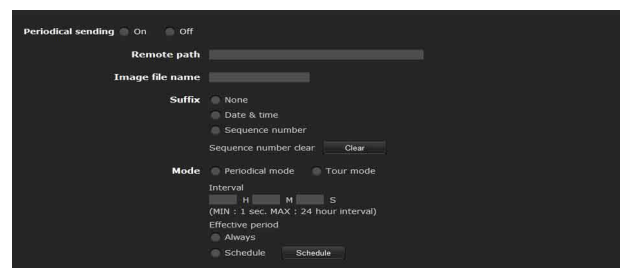 Periodical sending On Off
Remote path
Image file name
Suffix None
Date & time
Sequence number
Sequence number clear Clear
Mode Periodical mode Tour mode
Interval
H M S
(MIN : 1 sec. MAX : 24 hour interval)
Effective period
Always
Schedule Schedule